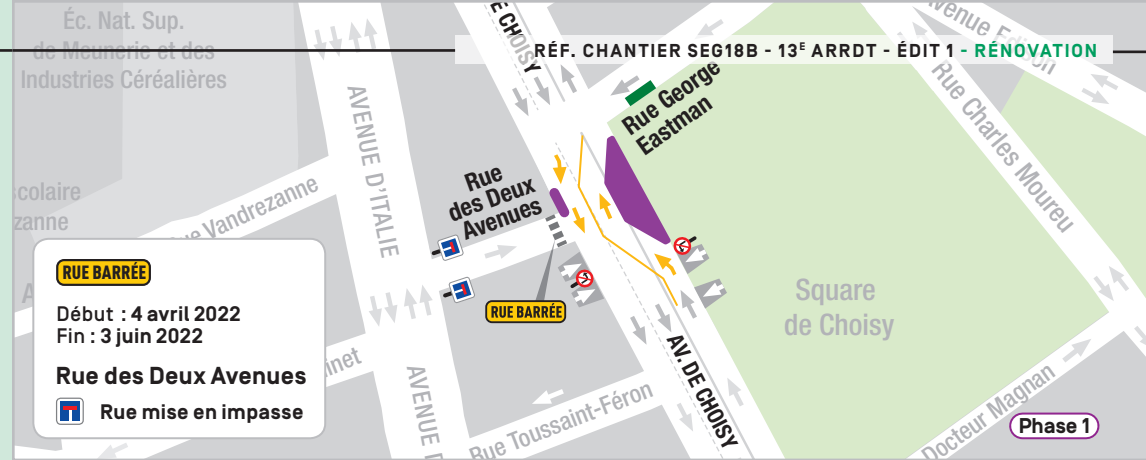 Éc. Nat. Sup.
de Meunerie et des
Industries Céréalières
E CHOISY
RÉF. CHANTIER SEG18B - 13E ARRDT - ÉDIT 1 - RÉNOVATION
Avenue Edison
Rue George
Eastman
Rue Charles Moureu
AVENUE D'ITALIE
Rue
des Deux
Avenues
scolaire
zanne
Rue Vandrezanne
RUE BARRÉE
Début : 4 avril 2022
Fin : 3 juin 2022
Rue des Deux Avenues
Rue mise en impasse
RUE BARRÉE
Square
de Choisy
inet
AVENUE D
AV. DE CHOISY
Rue Toussaint-Féron
Docteur Magnan
Phase 1